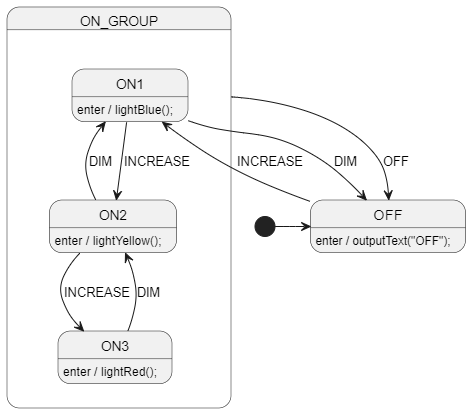 ON_GROUP
ON1
enter / lightBlue();
DIM
INCREASE
INCREASE
DIM
OFF
ON2
enter / lightYellow();
OFF
enter / outputText("OFF");
INCREASE
DIM
ON3
enter / lightRed();